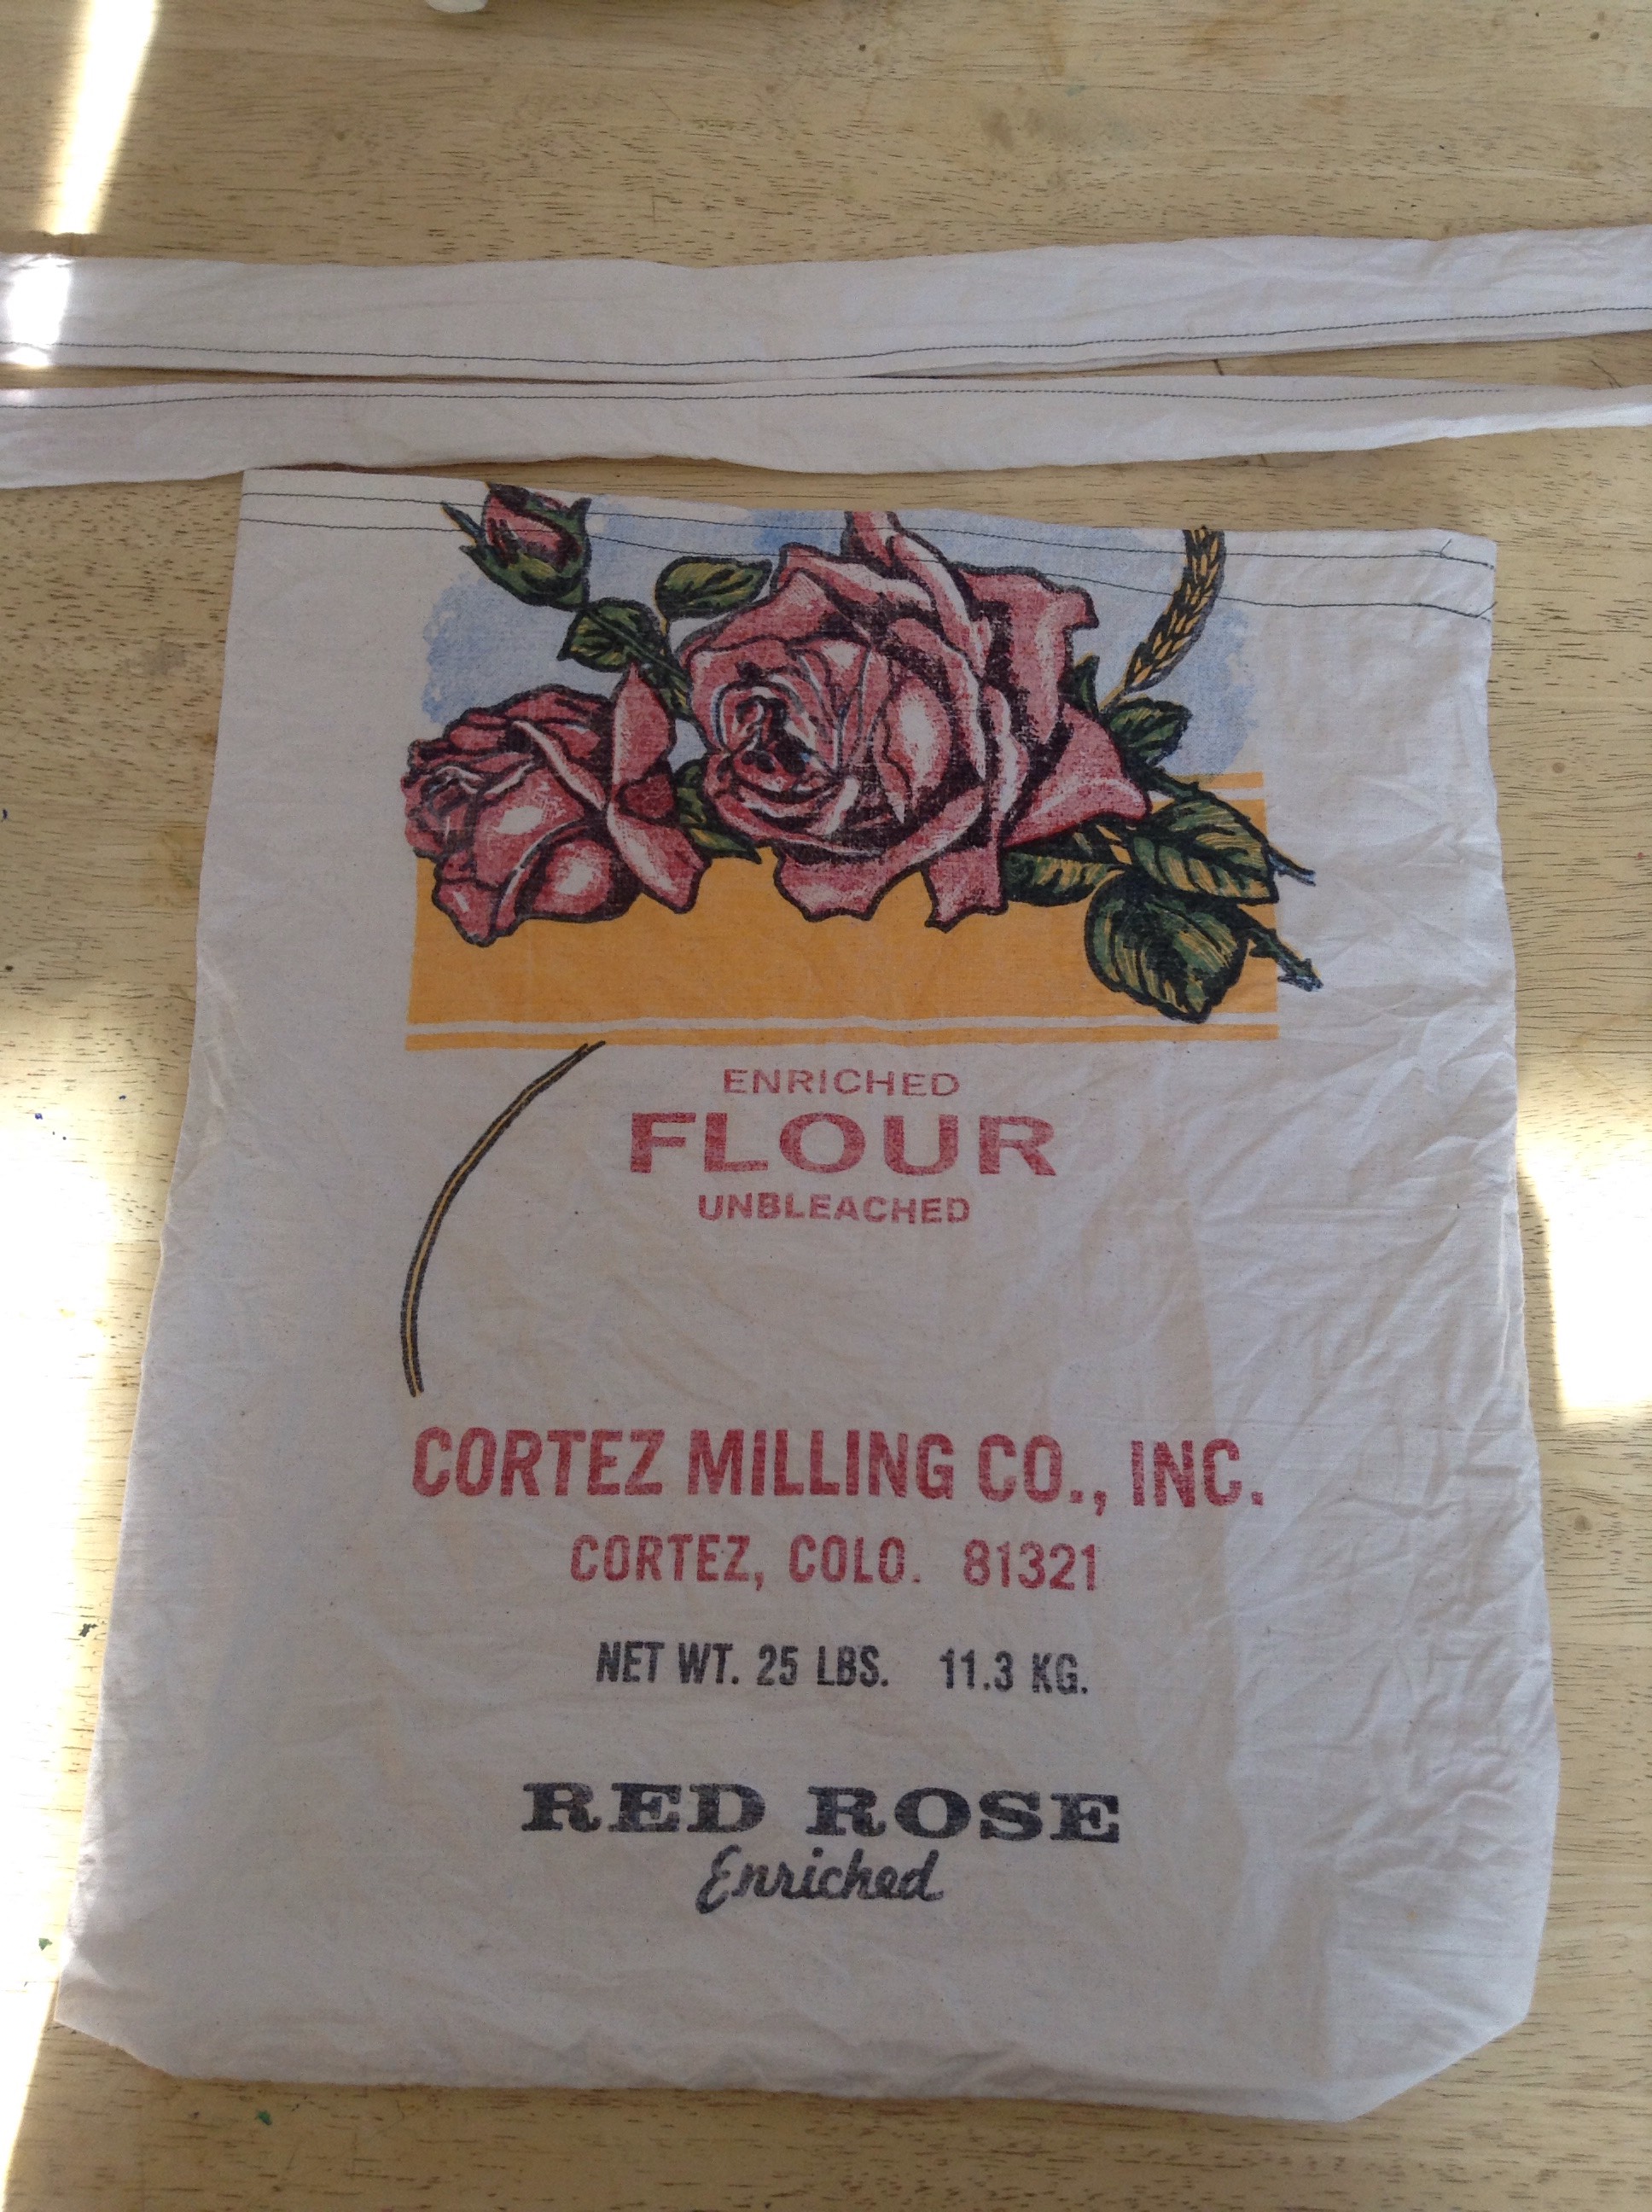 ENRICHED
FLOUR
UNBLEACHED
CORTEZ MILLING CO., INC.
CORTEZ, COLO. 81321
NET WT. 25 LBS. 11.3 KG.
RED ROSE
Enriched